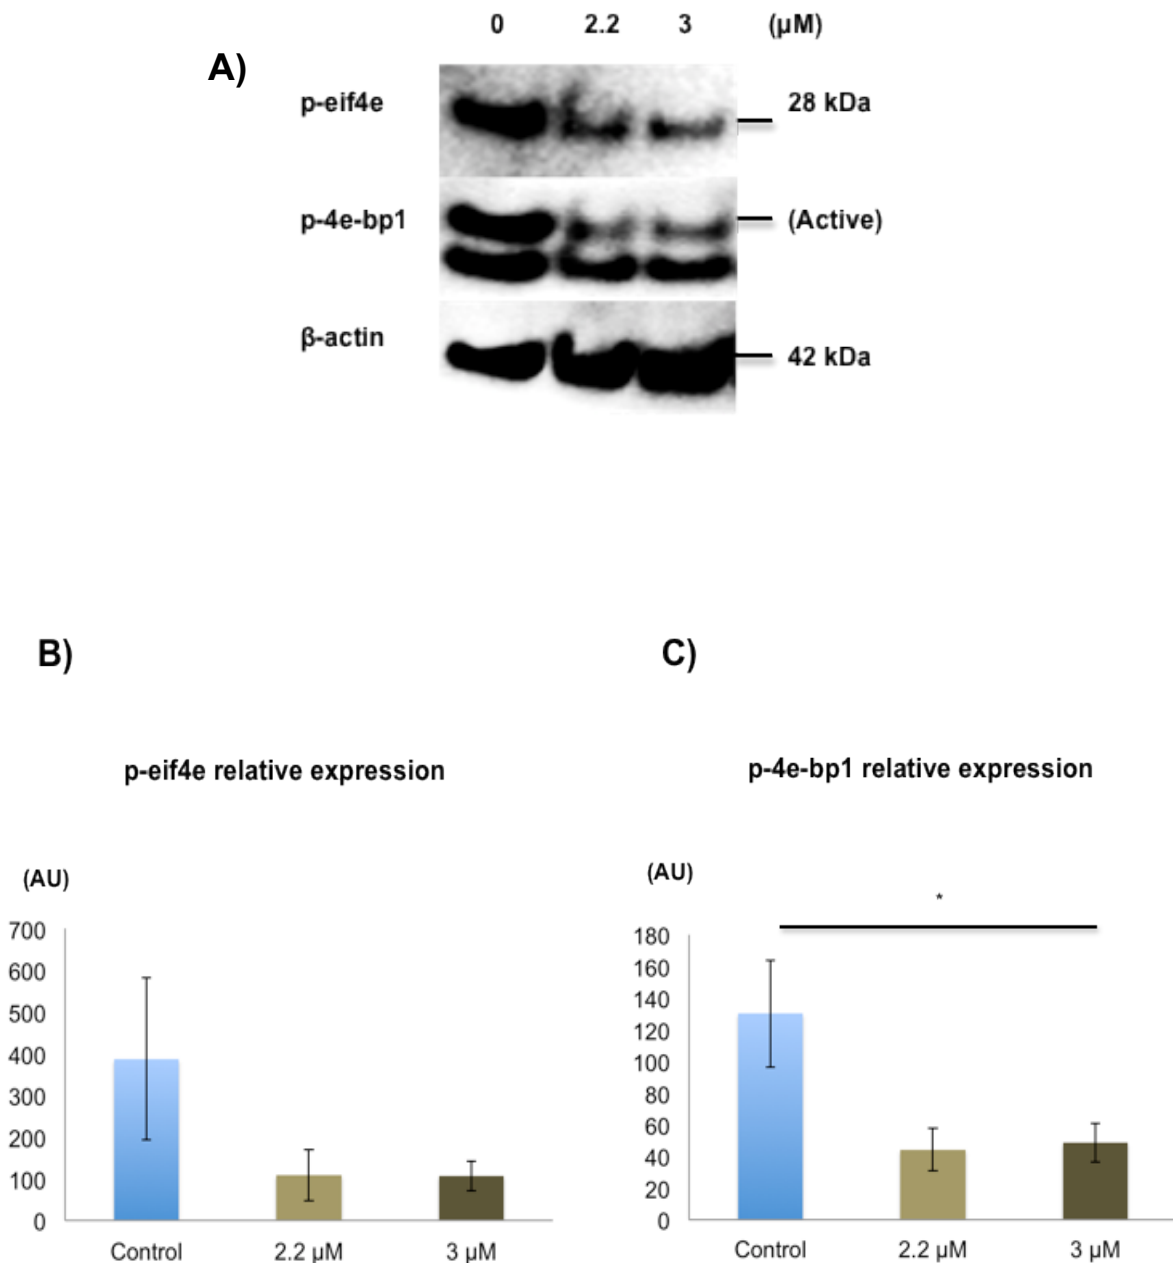 0 2.2 3 (µM)
A)
p-eif4e 28 kDa
p-4e-bp1 (Active)
β-actin 42 kDa
B)
p-eif4e relative expression
(AU)
700
600
500
400
300
200
100
0
Control 2.2 µM 3 µM
C)
p-4e-bp1 relative expression
(AU)
*
180
160
140
120
100
80
60
40
20
0
Control 2.2 µM 3 µM